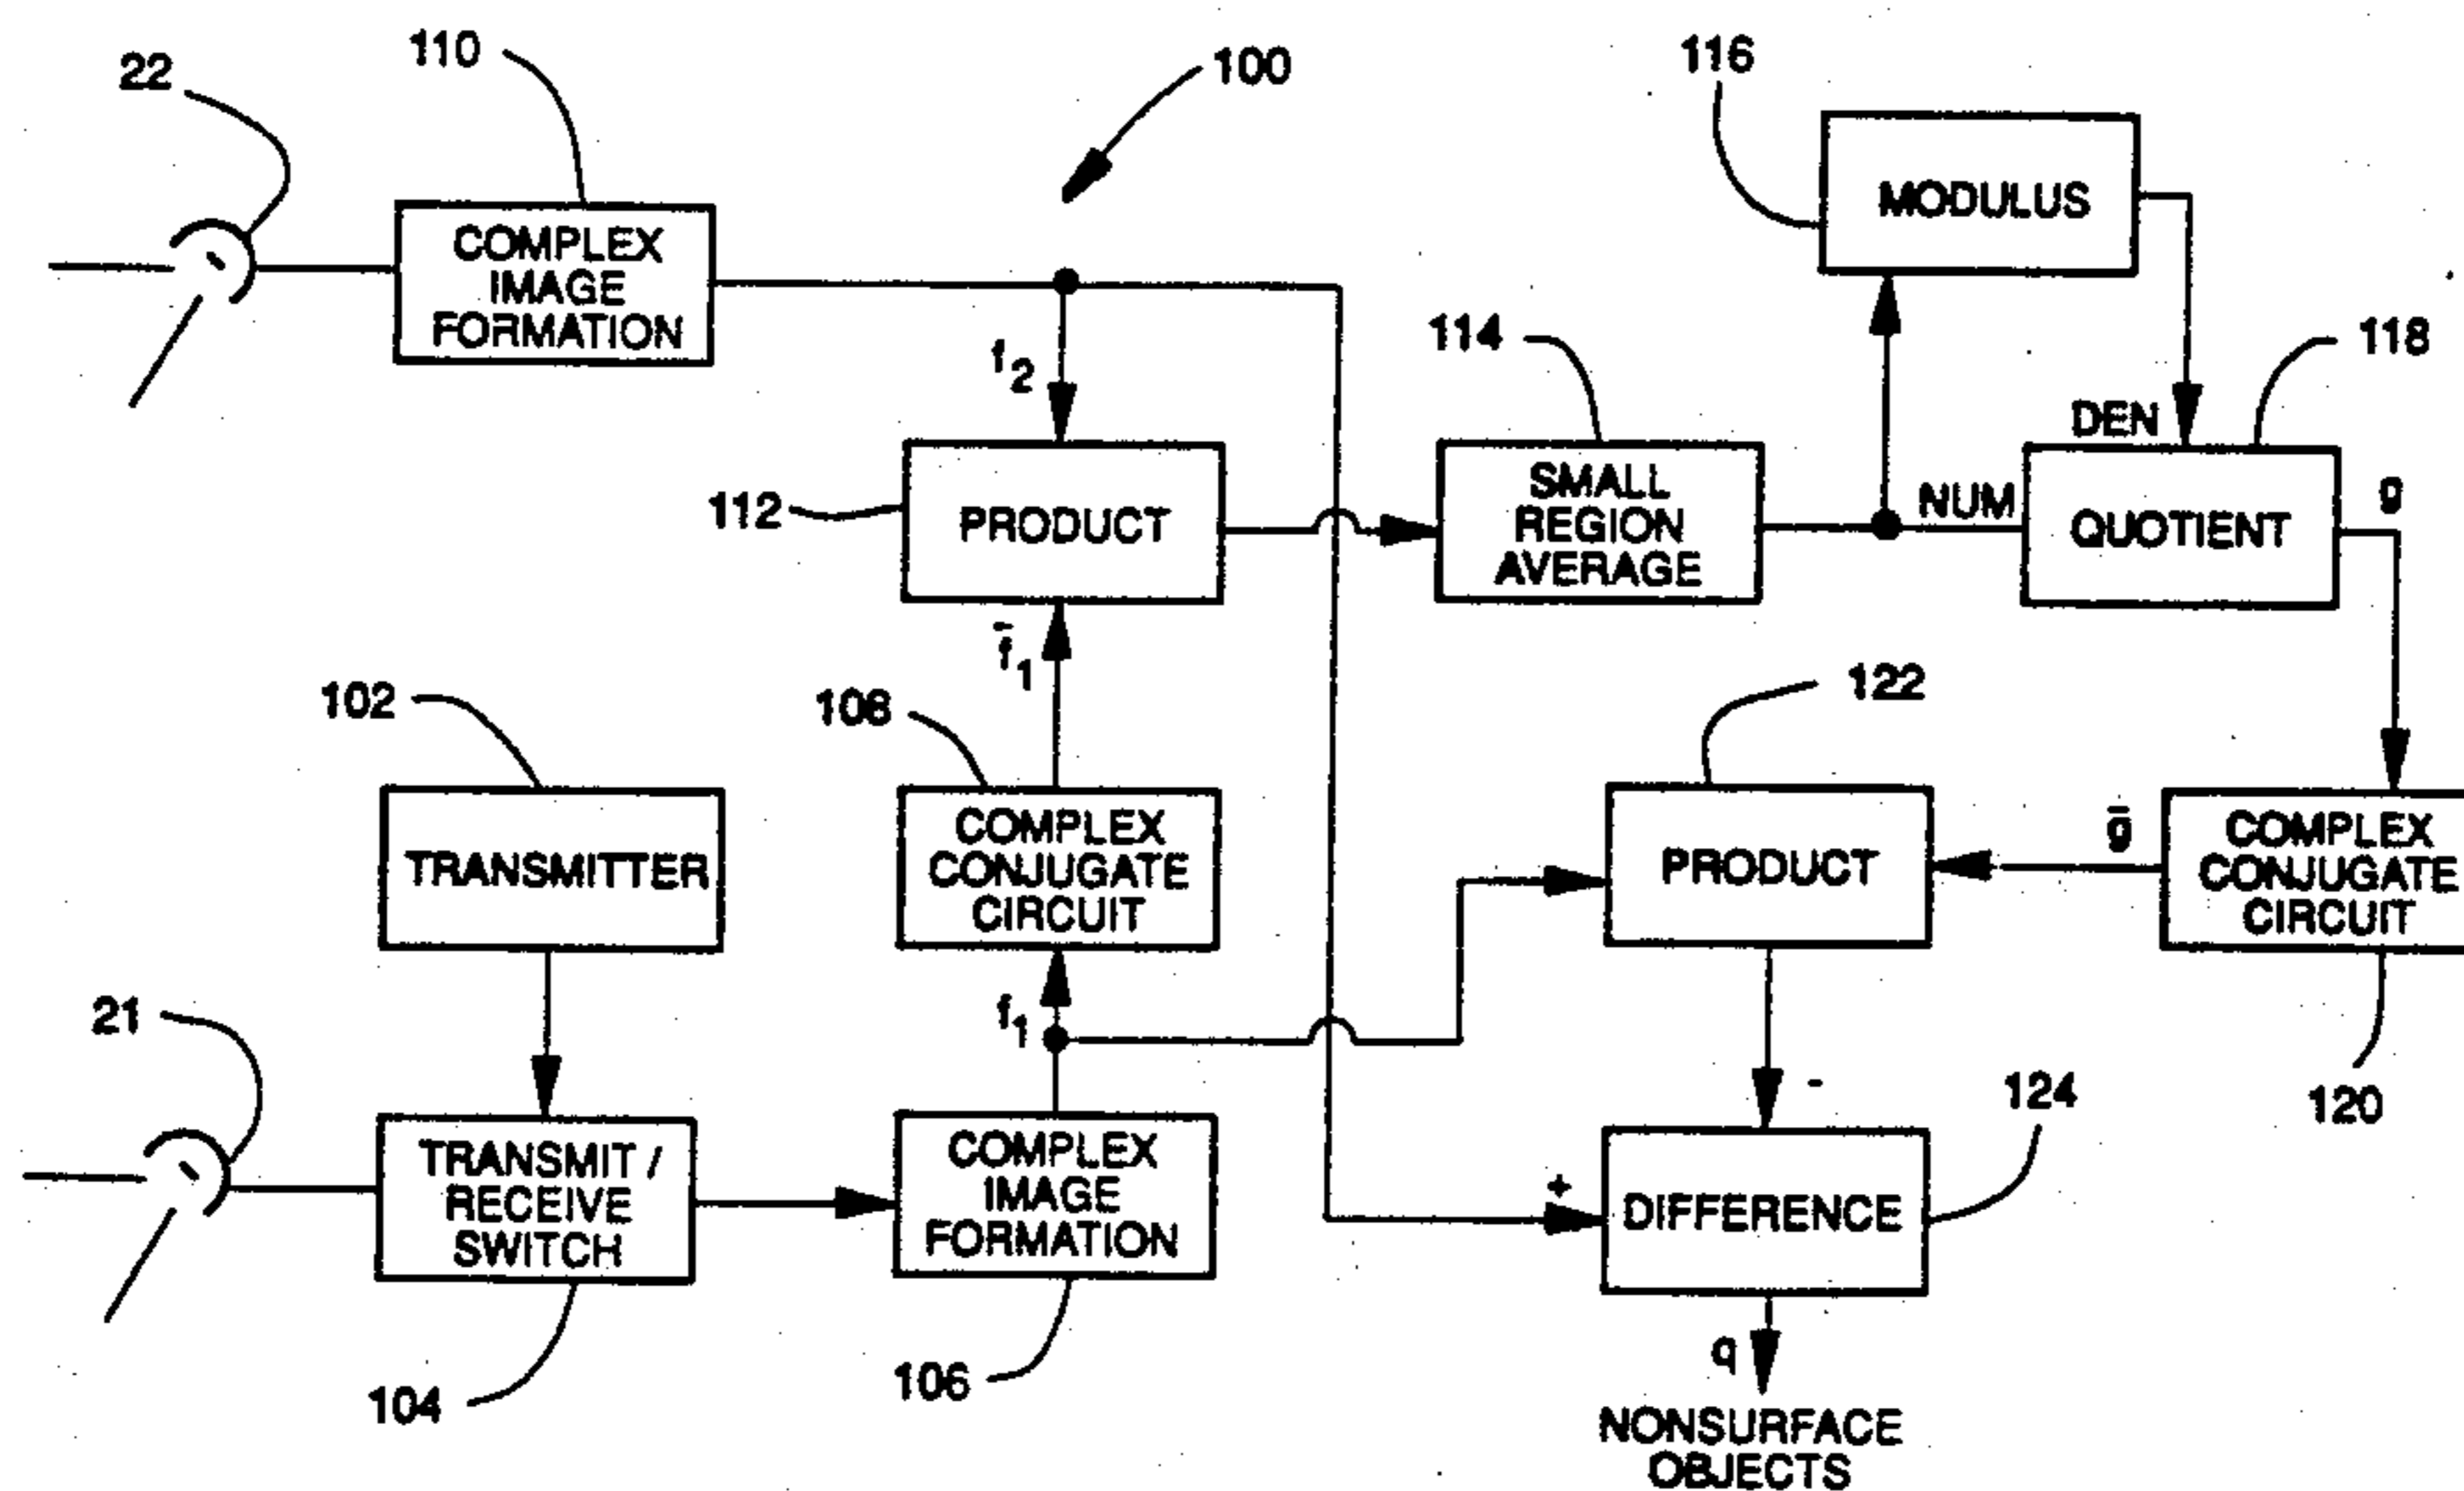 22
110
100
116
COMPLEX
IMAGE
FORMATION
MODULUS
f2
114
118
DEN
112
PRODUCT
SMALL
REGION
AVERAGE
NUM
QUOTIENT
g
f̄1
102
108
122
TRANSMITTER
COMPLEX
CONJUGATE
CIRCUIT
PRODUCT
ḡ
COMPLEX
CONJUGATE
CIRCUIT
21
f1
-
124
120
TRANSMIT /
RECEIVE
SWITCH
COMPLEX
IMAGE
FORMATION
+
DIFFERENCE
104
106
q
NONSURFACE
OBJECTS